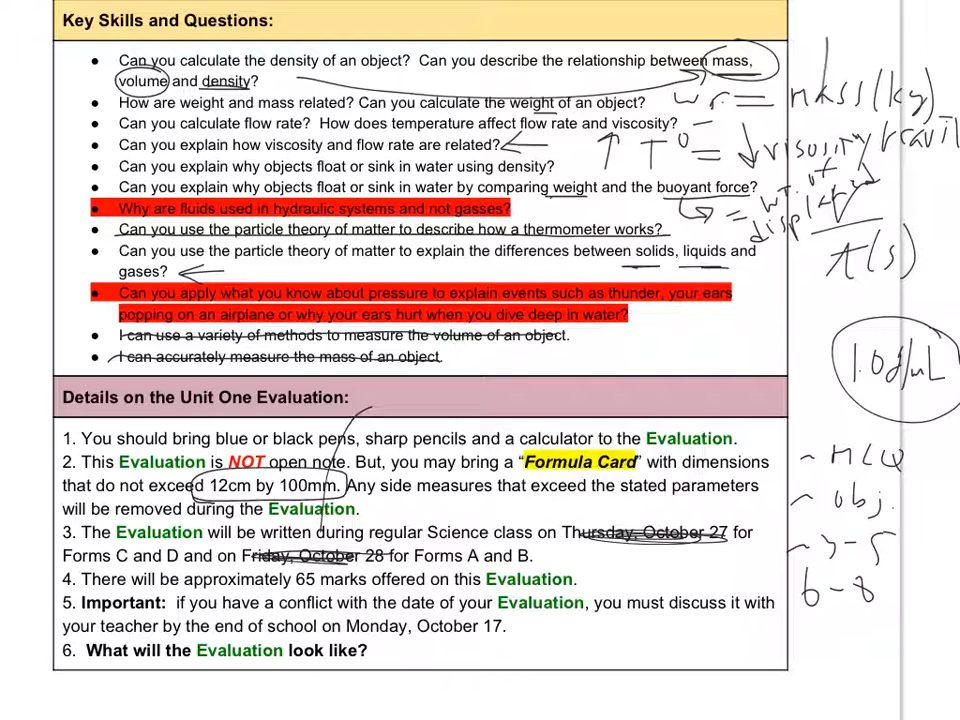 Key Skills and Questions:
● Can you calculate the density of an object? Can you describe the relationship between mass,
volume and density?
● How are weight and mass related? Can you calculate the weight of an object?
● Can you calculate flow rate? How does temperature affect flow rate and viscosity?
● Can you explain how viscosity and flow rate are related?
● Can you explain why objects float or sink in water using density?
● Can you explain why objects float or sink in water by comparing weight and the buoyant force?
● Why are fluids used in hydraulic systems and not gasses?
● Can you use the particle theory of matter to describe how a thermometer works?
● Can you use the particle theory of matter to explain the differences between solids, liquids and
gases?
● Can you apply what you know about pressure to explain events such as thunder, your ears
popping on an airplane or why your ears hurt when you dive deep in water?
● I can use a variety of methods to measure the volume of an object.
● I can accurately measure the mass of an object.
wt. = mass (kg)
↑ T° = ↓ viscosity
= wt. of
t(s)
1.0g/mL
~ MCQ
~ obj.
~ 3-5
6-8
Details on the Unit One Evaluation:
1. You should bring blue or black pens, sharp pencils and a calculator to the Evaluation.
2. This Evaluation is NOT open note. But, you may bring a “Formula Card” with dimensions
that do not exceed 12cm by 100mm. Any side measures that exceed the stated parameters
will be removed during the Evaluation.
3. The Evaluation will be written during regular Science class on Thursday, October 27 for
Forms C and D and on Friday, October 28 for Forms A and B.
4. There will be approximately 65 marks offered on this Evaluation.
5. Important: if you have a conflict with the date of your Evaluation, you must discuss it with
your teacher by the end of school on Monday, October 17.
6. What will the Evaluation look like?